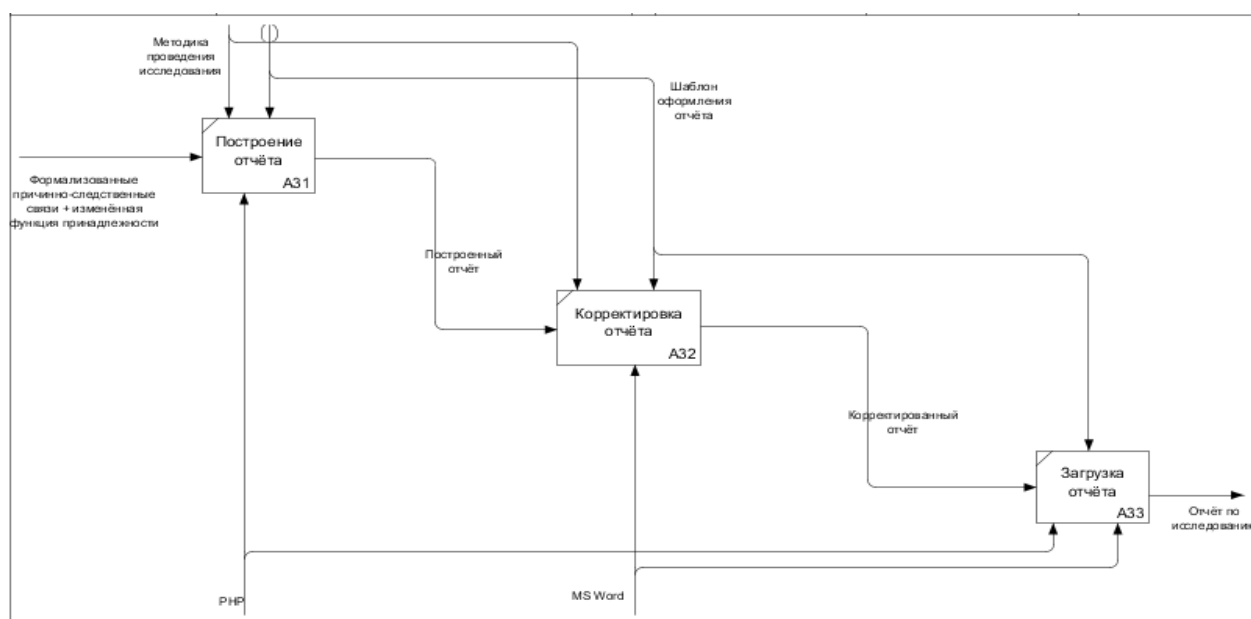 Методика
проведения
исследования
Шаблон
оформления
отчёта
Построение
отчёта
A31
Формализованные
причинно-следственные
связи + изменённая
функция принадлежности
Построенный
отчёт
Корректировка
отчёта
A32
Корректированный
отчёт
Загрузка
отчёта
A33
Отчёт по
исследованию
PHP
MS Word